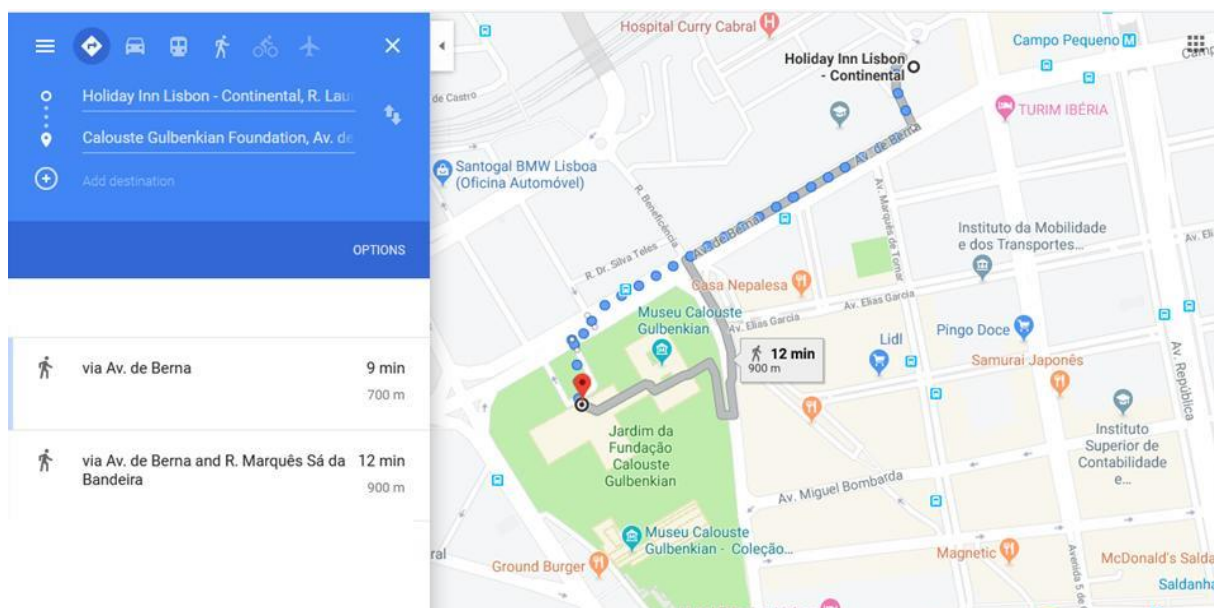 Holiday Inn Lisbon - Continental, R. Lau
Calouste Gulbenkian Foundation, Av. de
Add destination
OPTIONS
via Av. de Berna
9 min
700 m
via Av. de Berna and R. Marquês Sá da
Bandeira
12 min
900 m
Hospital Curry Cabral
H
Holiday Inn Lisbon
- Continental
Campo Pequeno M
de Castro
TURIM IBÉRIA
Santogal BMW Lisboa
(Oficina Automóvel)
Av. de Berna
R. Beneficência
Av. Marquês de Tomar
Instituto da Mobilidade
e dos Transportes...
Av. de Berna
R. Dr. Silva Teles
Casa Nepalesa
Av. Elias Garcia
Museu Calouste
Gulbenkian
Av. Elias Garcia
Lidl
Pingo Doce
12 min
900 m
Samurai Japonês
Av. República
Jardim da
Fundação
Calouste
Gulbenkian
Instituto
Superior de
Contabilidade
e...
Av. Miguel Bombarda
Museu Calouste
Gulbenkian - Coleção...
Ground Burger
Magnetic
McDonald's Salda
Saldanha